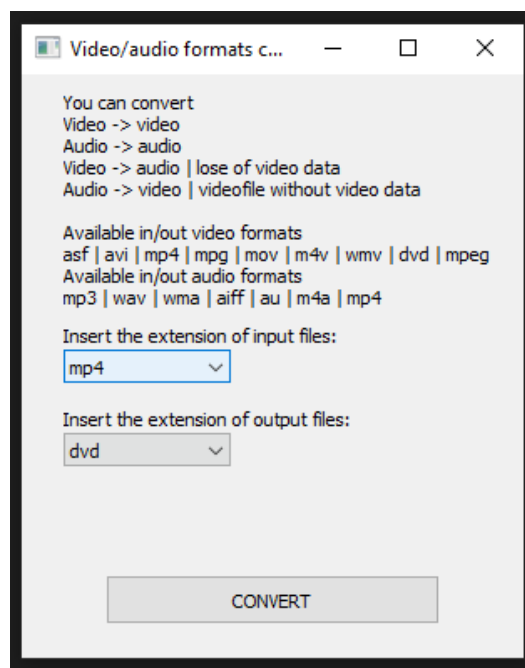 Video/audio formats c...
You can convert
Video -> video
Audio -> audio
Video -> audio | lose of video data
Audio -> video | videofile without video data
Available in/out video formats
asf | avi | mp4 | mpg | mov | m4v | wmv | dvd | mpeg
Available in/out audio formats
mp3 | wav | wma | aiff | au | m4a | mp4
Insert the extension of input files:
mp4
Insert the extension of output files:
dvd
CONVERT